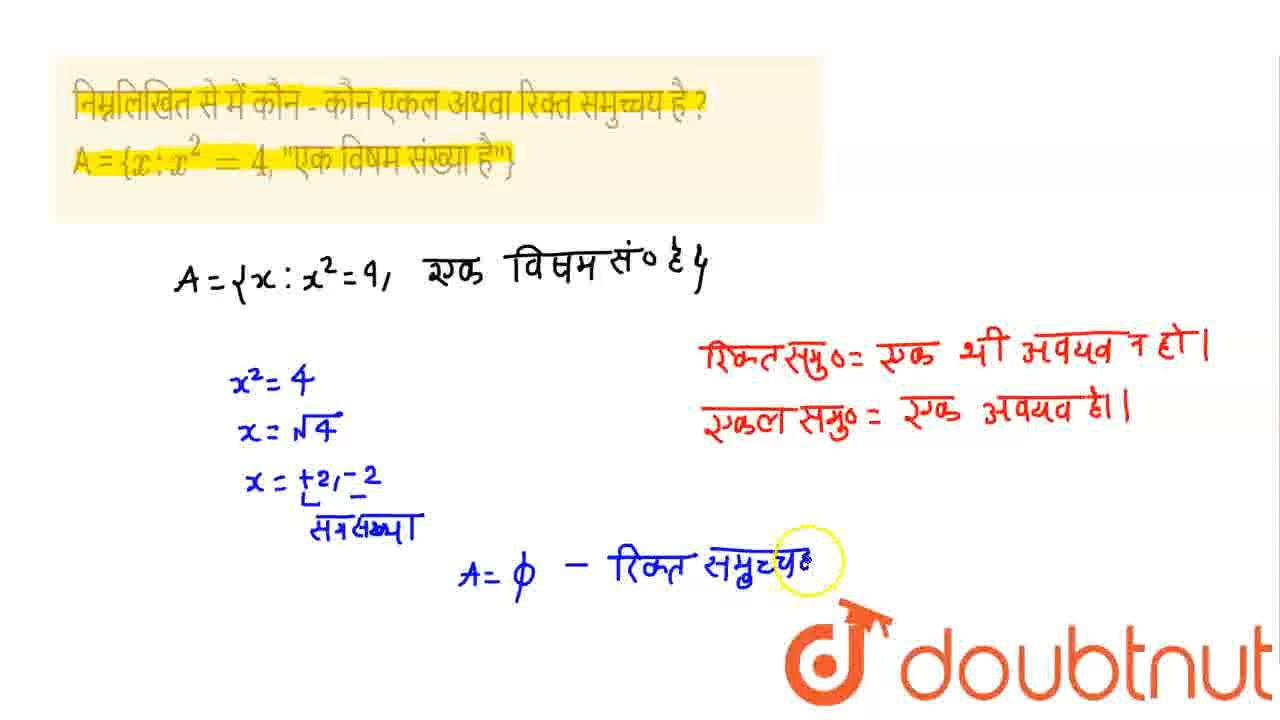 निम्नलिखित से में कौन - कौन एकल अथवा रिक्त समुच्चय है ?
A = {x : x² = 4, "एक विषम संख्या है"}
A = {x : x² = 4, एक विषम सं० है}
रिक्त समु० = एक भी अवयव न हो।
x² = 4
एकल समु० = एक अवयव हो।
x = √4
x = +2, -2
सम संख्या
A = ϕ - रिक्त समुच्चय है
doubtnut